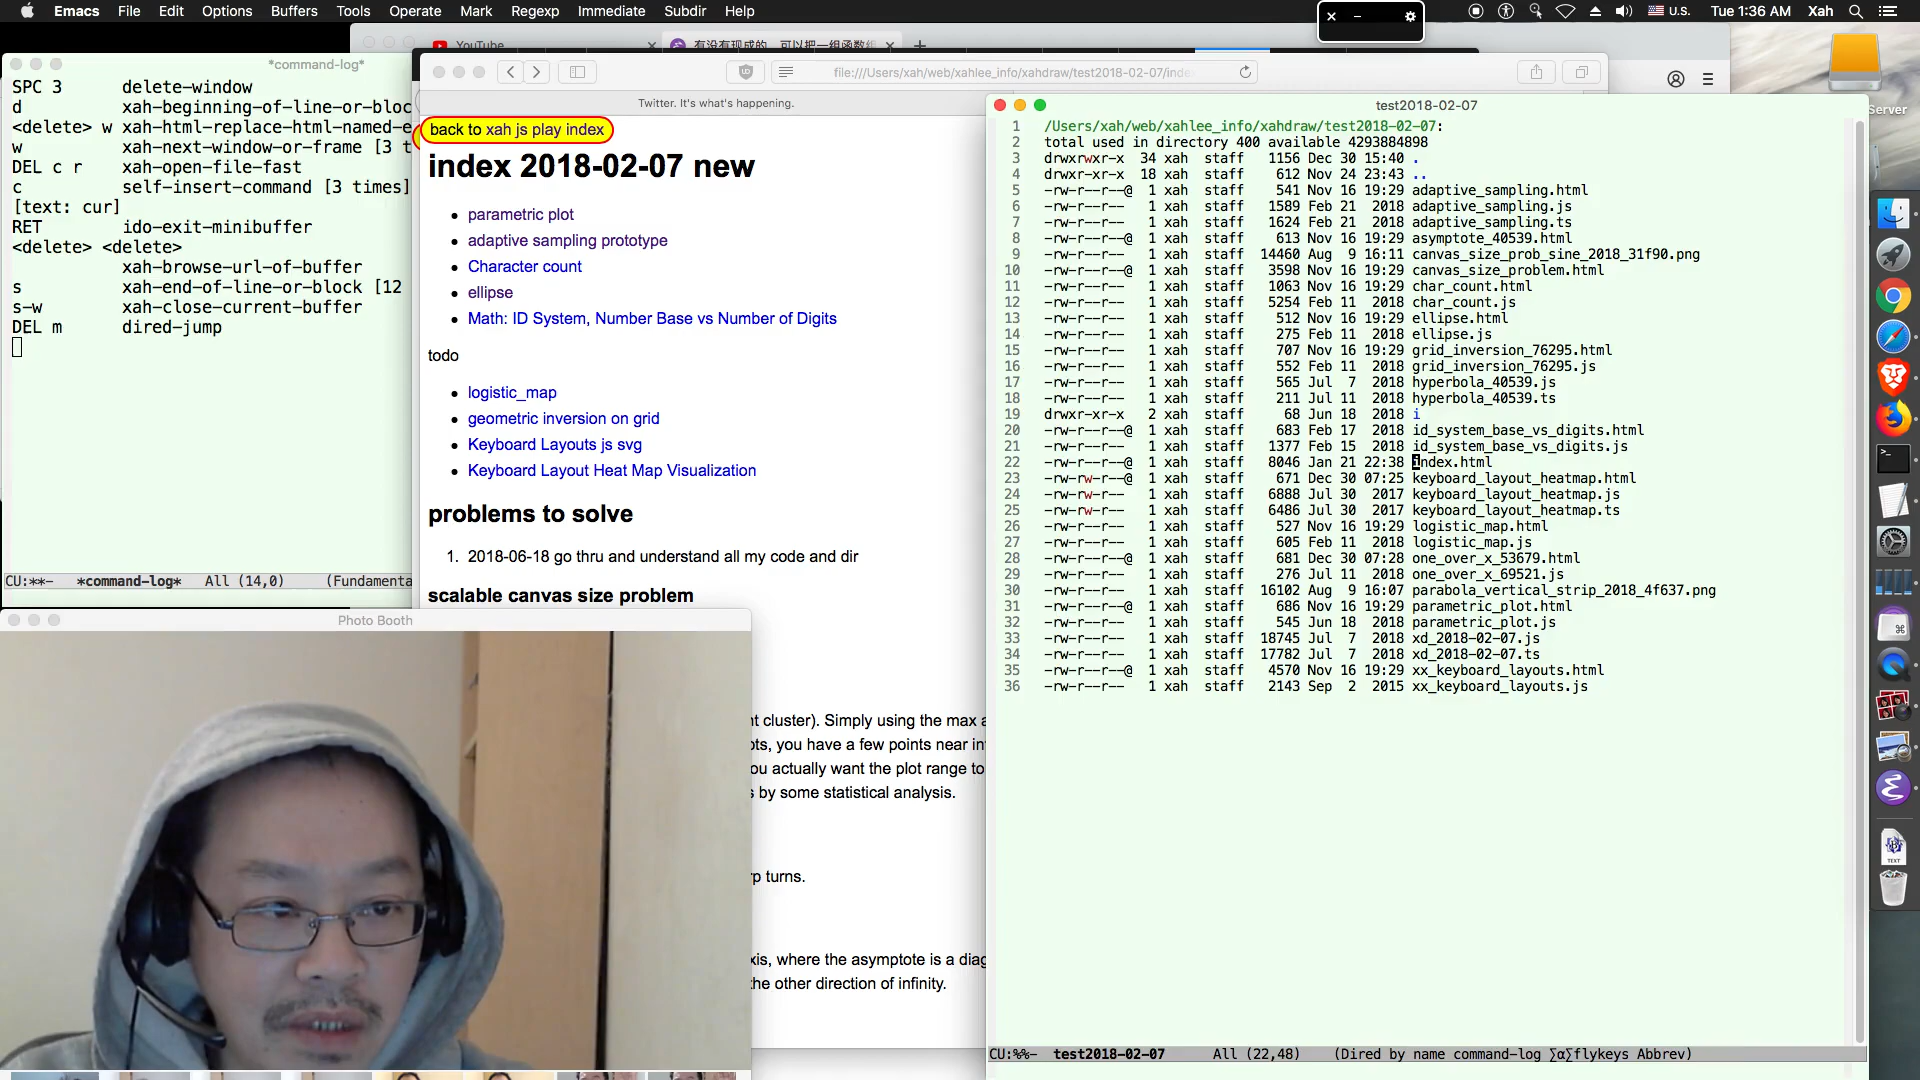 Emacs File Edit Options Buffers Tools Operate Mark Regexp Immediate Subdir Help
U.S. Tue 1:36 AM Xah
YouTube
有没有现成的，可以把一组函数组
*command-log*
SPC 3 delete-window
d xah-beginning-of-line-or-bloc
<delete> w xah-html-replace-html-named-e
w xah-next-window-or-frame [3 t
DEL c r xah-open-file-fast
c self-insert-command [3 times]
[text: cur]
RET ido-exit-minibuffer
<delete> <delete>
xah-browse-url-of-buffer
s xah-end-of-line-or-block [12
s-w xah-close-current-buffer
DEL m dired-jump
CU:**- *command-log* All (14,0) (Fundamenta
file:///Users/xah/web/xahlee_info/xahdraw/test2018-02-07/inde
Twitter. It's what's happening.
back to xah js play index
index 2018-02-07 new
parametric plot
adaptive sampling prototype
Character count
ellipse
Math: ID System, Number Base vs Number of Digits
todo
logistic_map
geometric inversion on grid
Keyboard Layouts js svg
Keyboard Layout Heat Map Visualization
problems to solve
1. 2018-06-18 go thru and understand all my code and dir
scalable canvas size problem
t cluster). Simply using the max a
ots, you have a few points near in
ou actually want the plot range to
s by some statistical analysis.
rp turns.
xis, where the asymptote is a diag
the other direction of infinity.
Photo Booth
test2018-02-07
1 /Users/xah/web/xahlee_info/xahdraw/test2018-02-07:
2 total used in directory 400 available 4293884898
3 drwxrwxr-x 34 xah staff 1156 Dec 30 15:40 .
4 drwxr-xr-x 18 xah staff 612 Nov 24 23:43 ..
5 -rw-r--r--@ 1 xah staff 541 Nov 16 19:29 adaptive_sampling.html
6 -rw-r--r-- 1 xah staff 1589 Feb 21 2018 adaptive_sampling.js
7 -rw-r--r-- 1 xah staff 1624 Feb 21 2018 adaptive_sampling.ts
8 -rw-r--r--@ 1 xah staff 613 Nov 16 19:29 asymptote_40539.html
9 -rw-r--r-- 1 xah staff 14460 Aug 9 16:11 canvas_size_prob_sine_2018_31f90.png
10 -rw-r--r--@ 1 xah staff 3598 Nov 16 19:29 canvas_size_problem.html
11 -rw-r--r--@ 1 xah staff 1063 Nov 16 19:29 char_count.html
12 -rw-r--r-- 1 xah staff 5254 Feb 11 2018 char_count.js
13 -rw-r--r--@ 1 xah staff 512 Nov 16 19:29 ellipse.html
14 -rw-r--r-- 1 xah staff 275 Feb 11 2018 ellipse.js
15 -rw-r--r--@ 1 xah staff 707 Nov 16 19:29 grid_inversion_76295.html
16 -rw-r--r-- 1 xah staff 552 Feb 11 2018 grid_inversion_76295.js
17 -rw-r--r-- 1 xah staff 565 Jul 7 2018 hyperbola_40539.js
18 -rw-r--r-- 1 xah staff 211 Jul 11 2018 hyperbola_40539.ts
19 drwxr-xr-x 2 xah staff 68 Jun 18 2018 i
20 -rw-r--r--@ 1 xah staff 683 Feb 17 2018 id_system_base_vs_digits.html
21 -rw-r--r-- 1 xah staff 1377 Feb 15 2018 id_system_base_vs_digits.js
22 -rw-r--r--@ 1 xah staff 8046 Jan 21 22:38 index.html
23 -rw-rw-r--@ 1 xah staff 671 Dec 30 07:25 keyboard_layout_heatmap.html
24 -rw-rw-r-- 1 xah staff 6888 Jul 30 2017 keyboard_layout_heatmap.js
25 -rw-rw-r-- 1 xah staff 6486 Jul 30 2017 keyboard_layout_heatmap.ts
26 -rw-r--r--@ 1 xah staff 527 Nov 16 19:29 logistic_map.html
27 -rw-r--r-- 1 xah staff 605 Feb 11 2018 logistic_map.js
28 -rw-r--r--@ 1 xah staff 681 Dec 30 07:28 one_over_x_53679.html
29 -rw-r--r-- 1 xah staff 276 Jul 11 2018 one_over_x_69521.js
30 -rw-r--r-- 1 xah staff 16102 Aug 9 16:07 parabola_vertical_strip_2018_4f637.png
31 -rw-r--r--@ 1 xah staff 686 Nov 16 19:29 parametric_plot.html
32 -rw-r--r-- 1 xah staff 545 Jun 18 2018 parametric_plot.js
33 -rw-r--r-- 1 xah staff 18745 Jul 7 2018 xd_2018-02-07.js
34 -rw-r--r-- 1 xah staff 17782 Jul 7 2018 xd_2018-02-07.ts
35 -rw-r--r--@ 1 xah staff 4570 Nov 16 19:29 xx_keyboard_layouts.html
36 -rw-r--r-- 1 xah staff 2143 Sep 2 2015 xx_keyboard_layouts.js
CU:%%- test2018-02-07 All (22,48) (Dired by name command-log ∑α∑flykeys Abbrev)
Server
TEXT